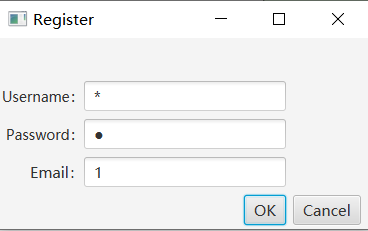 Register
Username: *
Password: ●
Email: 1
OK Cancel